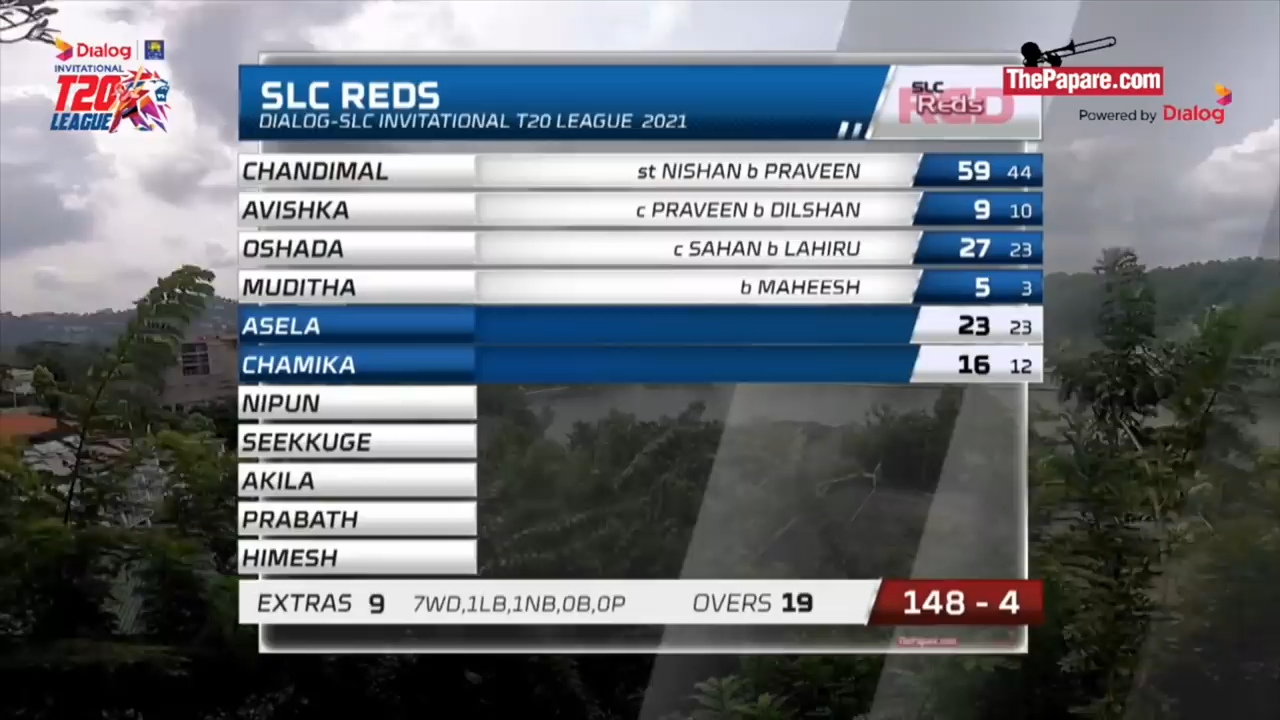 Dialog
INVITATIONAL
T20
LEAGUE
SLC REDS
DIALOG-SLC INVITATIONAL T20 LEAGUE 2021
SLC
Reds
RED
ThePapare.com
Powered by Dialog
CHANDIMAL st NISHAN b PRAVEEN 59 44
AVISHKA c PRAVEEN b DILSHAN 9 10
OSHADA c SAHAN b LAHIRU 27 23
MUDITHA b MAHEESH 5 3
ASELA 23 23
CHAMIKA 16 12
NIPUN
SEEKKUGE
AKILA
PRABATH
HIMESH
EXTRAS 9 7WD,1LB,1NB,0B,0P OVERS 19 148 - 4
ThePapare.com